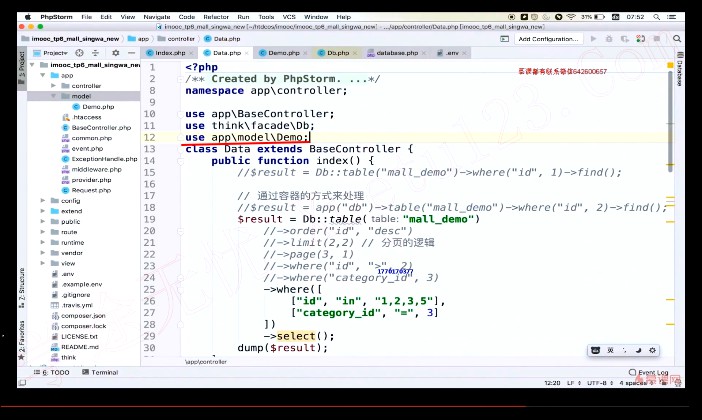 PhpStorm File Edit View Navigate Code Refactor Run Tools VCS Window Help 31% 07:52
imooc_tp6_mall_singwa_new [~/htdcos/imooc/imooc_tp6_mall_singwa_new] - .../app/controller/Data.php
imooc_tp6_mall_singwa_new app controller Data.php Add Configuration...
Project Index.php Data.php Demo.php Db.php database.php .env
1: Project
Database
imooc_tp6_mall_singwa_new
app
controller
model
Demo.php
.htaccess
BaseController.php
common.php
event.php
ExceptionHandle.php
middleware.php
provider.php
Request.php
config
extend
public
route
runtime
vendor
view
.env
.example.env
.gitignore
.travis.yml
composer.json
composer.lock
LICENSE.txt
README.md
think
Z: Structure
2: Favorites
1 <?php
2 /** Created by PhpStorm. ...*/
8 namespace app\controller;
9
10 use app\BaseController;
11 use think\facade\Db;
12 use app\model\Demo;
13 class Data extends BaseController {
14 public function index() {
15 //$result = Db::table("mall_demo")->where("id", 1)->find();
16
17 // 通过容器的方式来处理
18 //$result = app("db")->table("mall_demo")->where("id", 2)->find();
19 $result = Db::table( table: "mall_demo")
20 //->order("id", "desc")
21 //->limit(2,2) // 分页的逻辑
22 //->page(3, 1)
23 //->where("id", ">", 2)
24 //->where("category_id", 3)
25 ->where([
26 ["id", "in", "1,2,3,5"],
27 ["category_id", "=", 3]
28 ])
29 ->select();
30 dump($result);
\app\controller
英
6: TODO Terminal Event Log
12:20 LF UTF-8 4 spaces